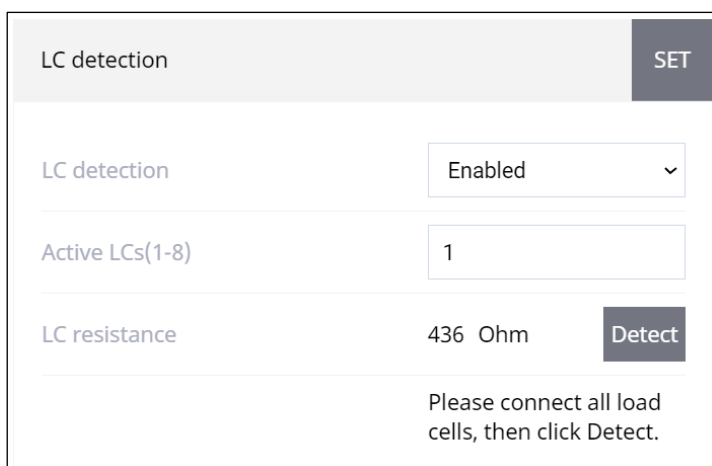 LC detection SET
LC detection Enabled
Active LCs(1-8) 1
LC resistance 436 Ohm Detect
Please connect all load
cells, then click Detect.